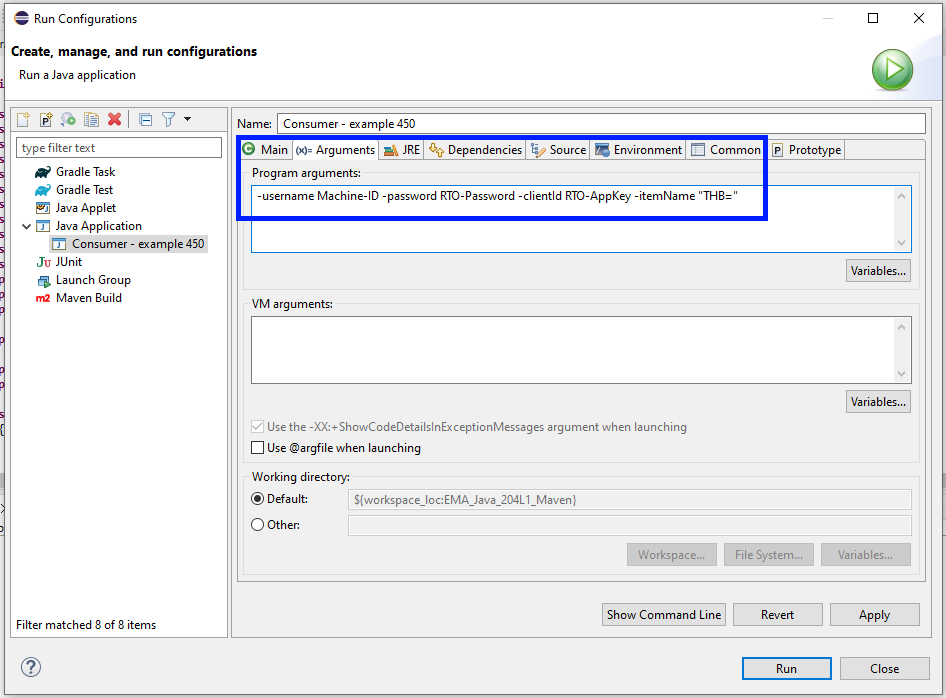 Run Configurations
Create, manage, and run configurations
Run a Java application
type filter text
Gradle Task
Gradle Test
Java Applet
Java Application
Consumer - example 450
JUnit
Launch Group
Maven Build
Filter matched 8 of 8 items
Name: Consumer - example 450
Main (x)= Arguments JRE Dependencies Source Environment Common Prototype
Program arguments:
-username Machine-ID -password RTO-Password -clientId RTO-AppKey -itemName "THB="
Variables...
VM arguments:
Variables...
Use the -XX:+ShowCodeDetailsInExceptionMessages argument when launching
Use @argfile when launching
Working directory:
Default: ${workspace_loc:EMA_Java_204L1_Maven}
Other:
Workspace... File System... Variables...
Show Command Line Revert Apply
Run Close